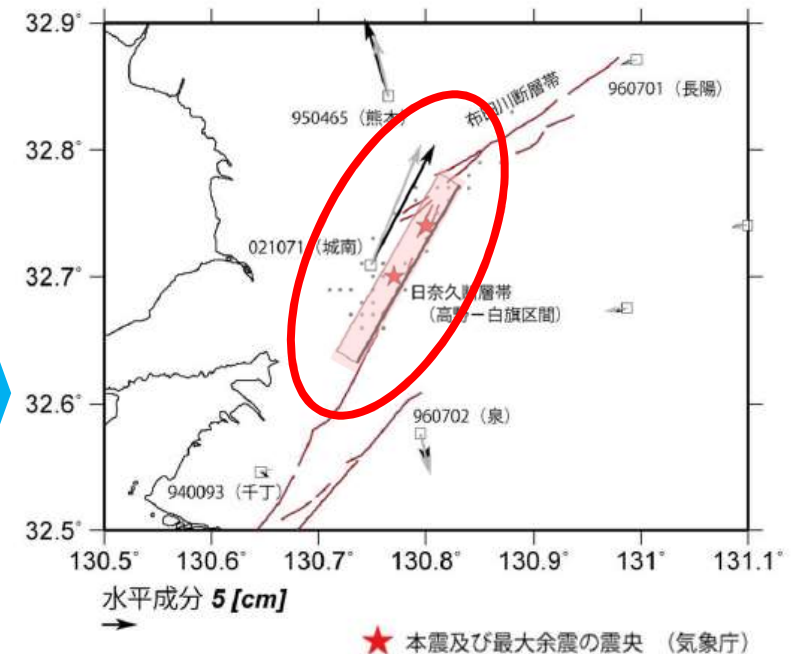 32.9°
32.8°
32.7°
32.6°
32.5°
950465（熊本）
布田川断層帯
960701（長陽）
021071（城南）
日奈久断層帯
（高野ー白旗区間）
960702（泉）
940093（千丁）
130.5° 130.6° 130.7° 130.8° 130.9° 131° 131.1°
水平成分 5 [cm]
★ 本震及び最大余震の震央 （気象庁）